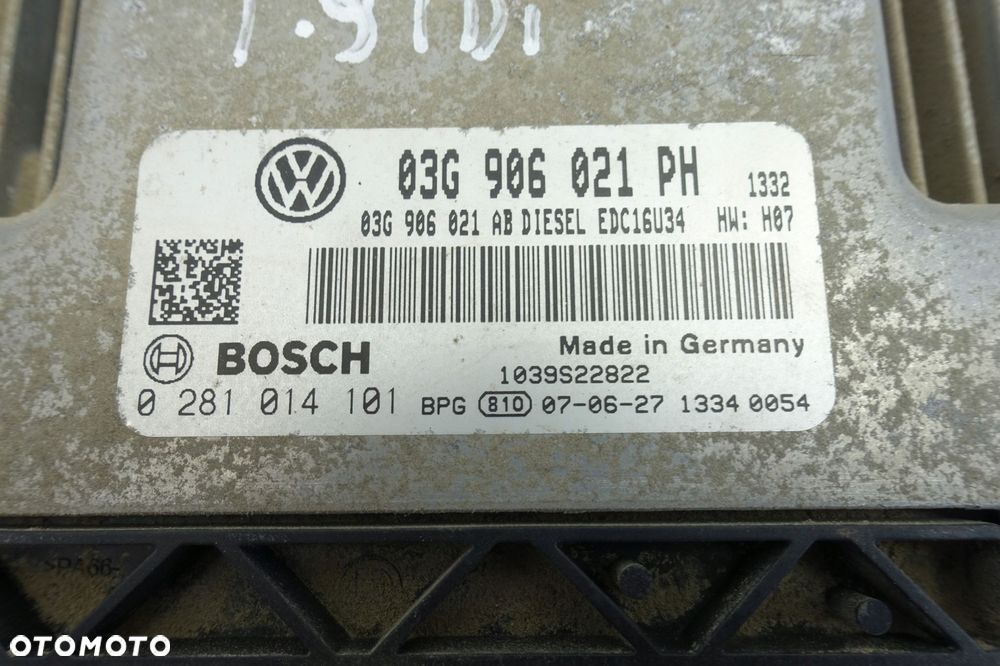 1.9TDI
VW
03G 906 021 PH 1332
03G 906 021 AB DIESEL EDC16U34 HW: H07
BOSCH
Made in Germany
1039S22822
0 281 014 101 BPG 810 07-06-27 1334 0054
OTOMOTO